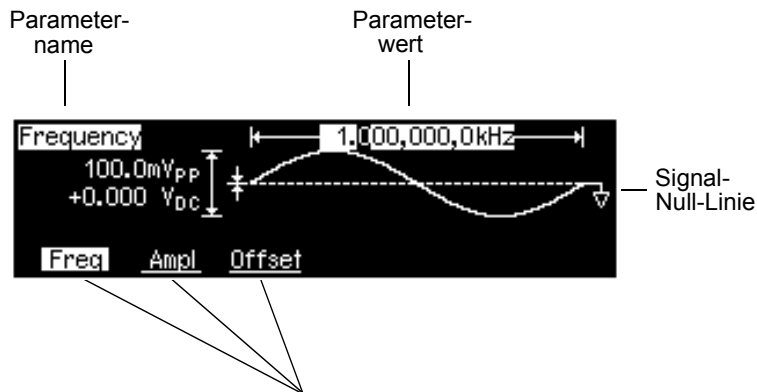 Parameter-
name
Parameter-
wert
Frequency
1.000,000,0kHz
100.0mVPP
+0.000 VDC
Signal-
Null-Linie
Freq Ampl Offset